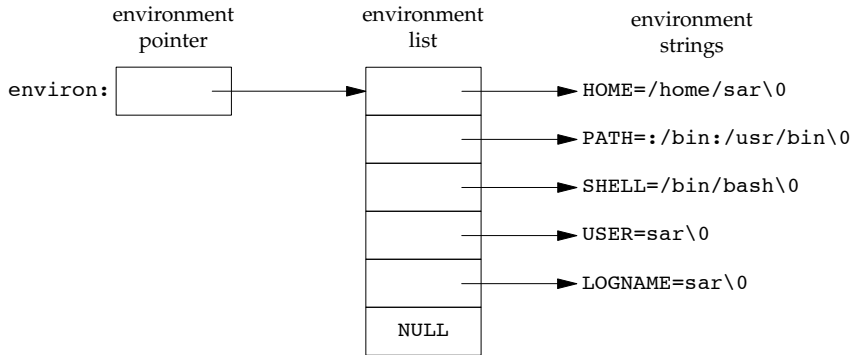 environment pointer
environment list
environment strings
environ:
HOME=/home/sar\0
PATH=:/bin:/usr/bin\0
SHELL=/bin/bash\0
USER=sar\0
LOGNAME=sar\0
NULL